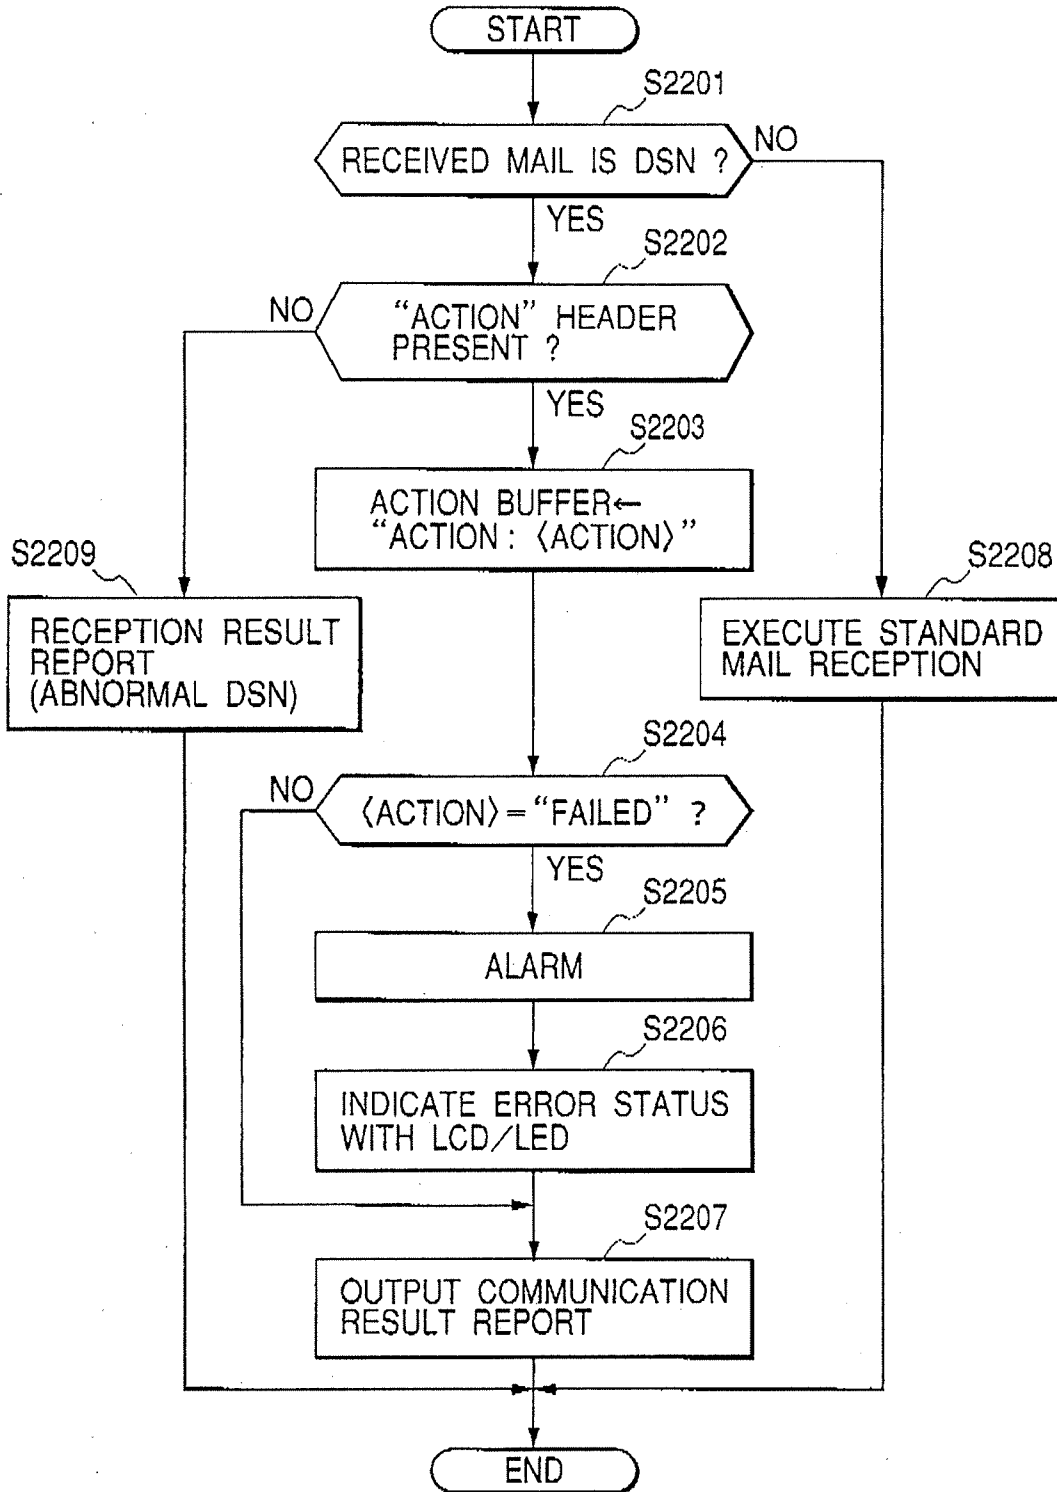 START
S2201
RECEIVED MAIL IS DSN ?
NO
YES
S2202
NO
“ACTION” HEADER
PRESENT ?
YES
S2203
ACTION BUFFER←
“ACTION : ⟨ACTION⟩”
S2209
RECEPTION RESULT
REPORT
(ABNORMAL DSN)
S2208
EXECUTE STANDARD
MAIL RECEPTION
S2204
NO
⟨ACTION⟩ = “FAILED” ?
YES
S2205
ALARM
S2206
INDICATE ERROR STATUS
WITH LCD/LED
S2207
OUTPUT COMMUNICATION
RESULT REPORT
END